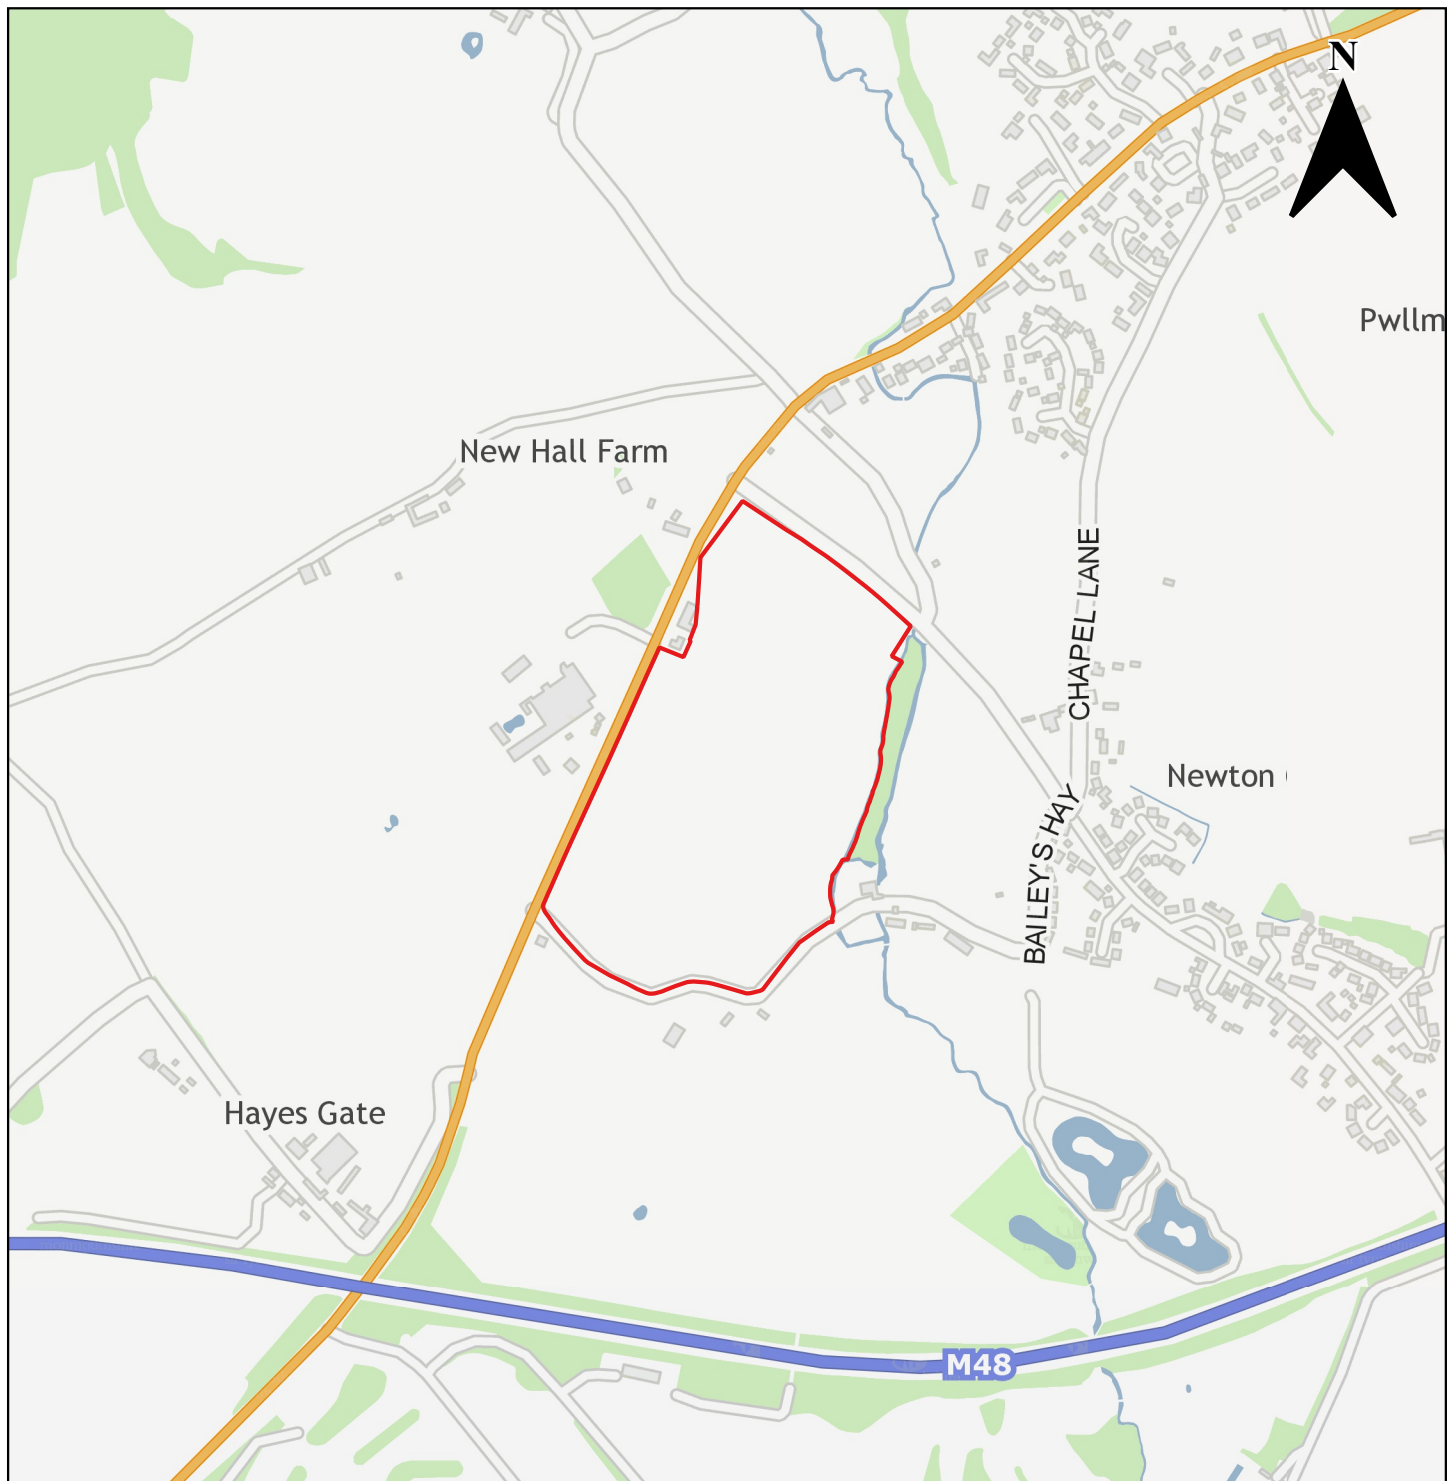 N
Pwllm
New Hall Farm
CHAPEL LANE
Newton
BAILEY'S HAY
Hayes Gate
M48